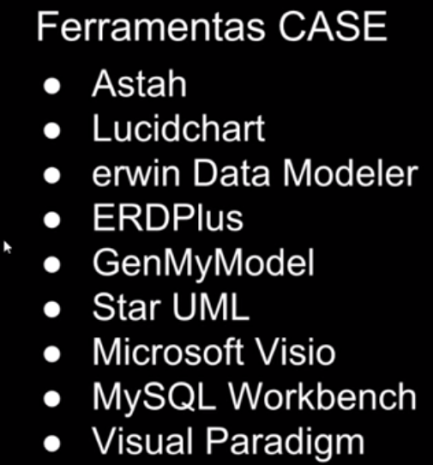 Ferramentas CASE
● Astah
● Lucidchart
● erwin Data Modeler
● ERDPlus
● GenMyModel
● Star UML
● Microsoft Visio
● MySQL Workbench
● Visual Paradigm